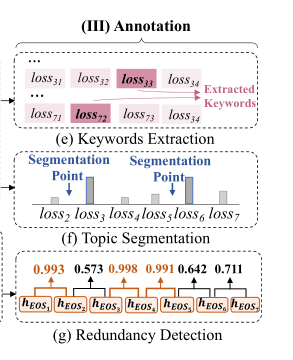 (III) Annotation
...
loss31 loss32 loss33 loss34
...
Extracted
Keywords
loss71 loss72 loss73 loss34
(e) Keywords Extraction
Segmentation Point
Segmentation Point
loss2 loss3 loss4 loss5 loss6 loss7
(f) Topic Segmentation
0.993 0.573 0.998 0.991 0.642 0.711
hEOS1 hEOS2 hEOS3 hEOS4 hEOS5 hEOS6 hEOS7
(g) Redundancy Detection